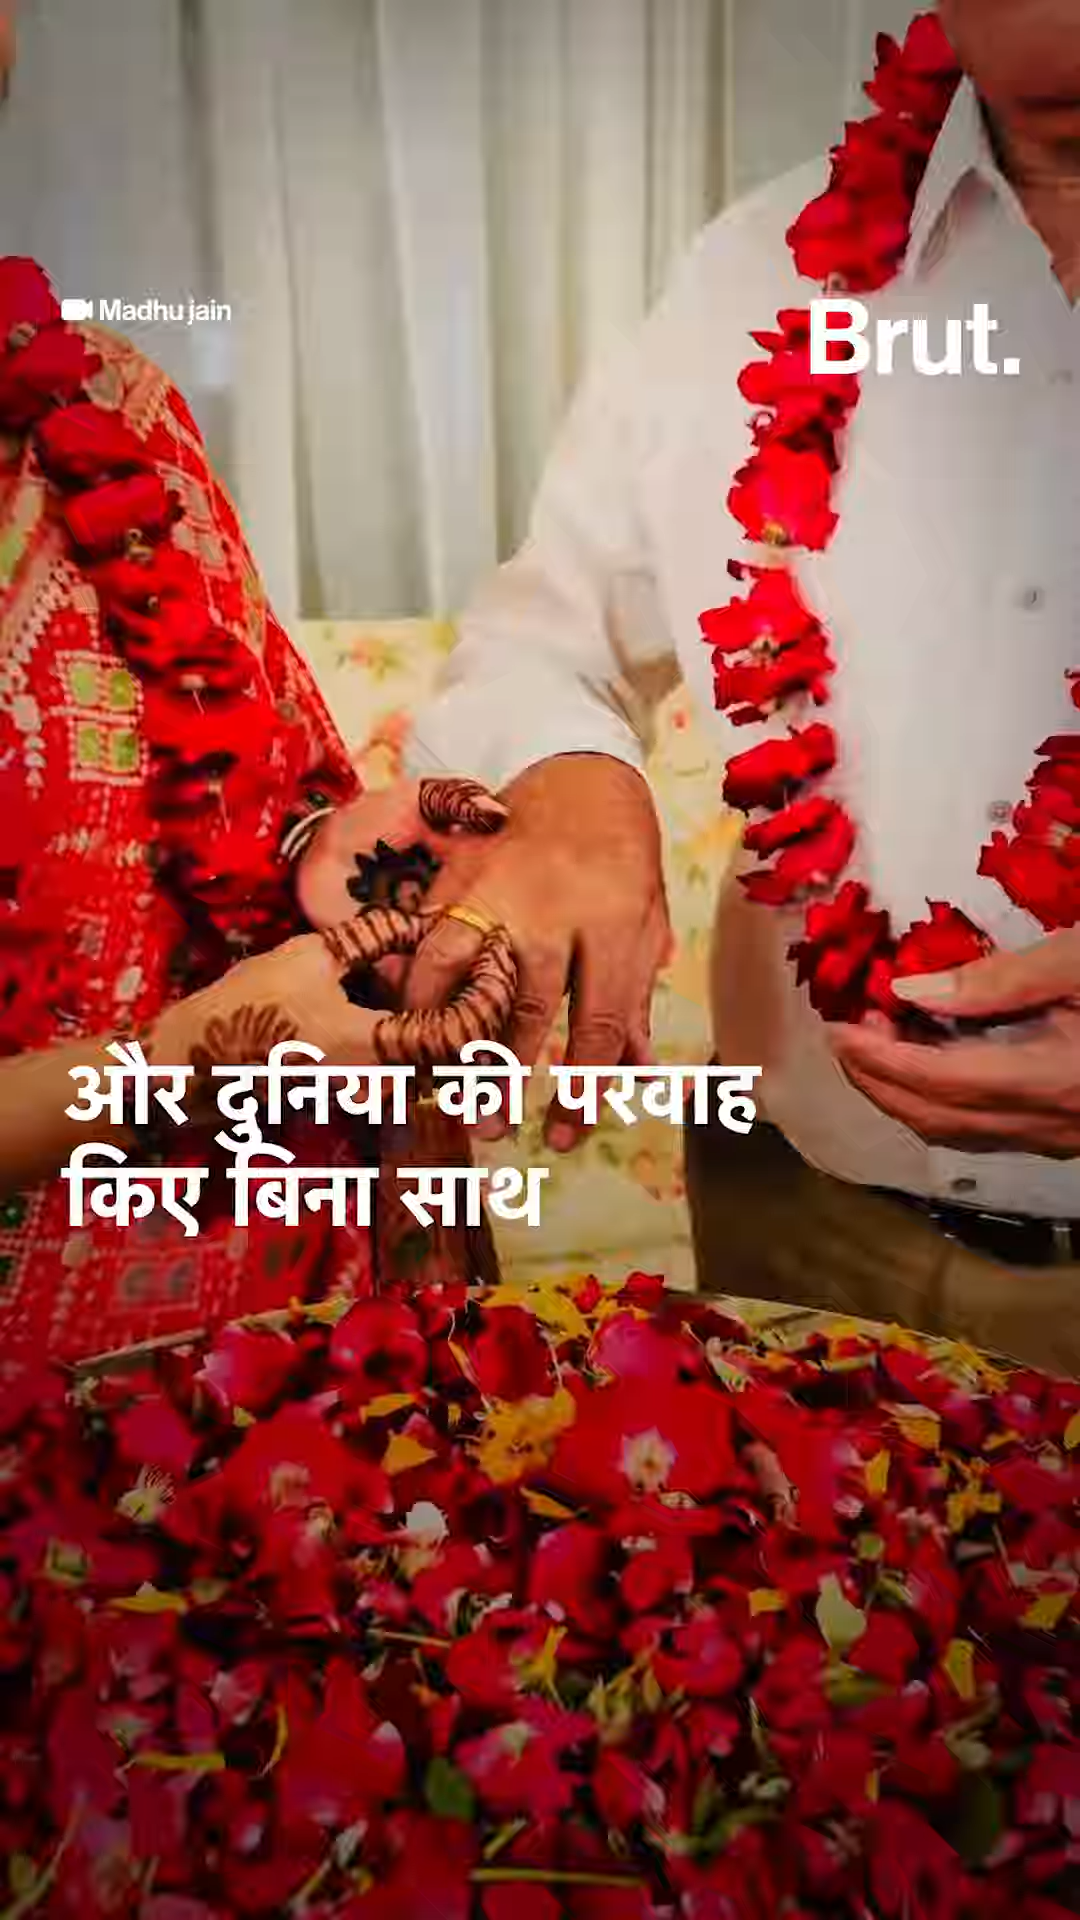 Madhu jain
Brut.
और दुनिया की परवाह
किए बिना साथ